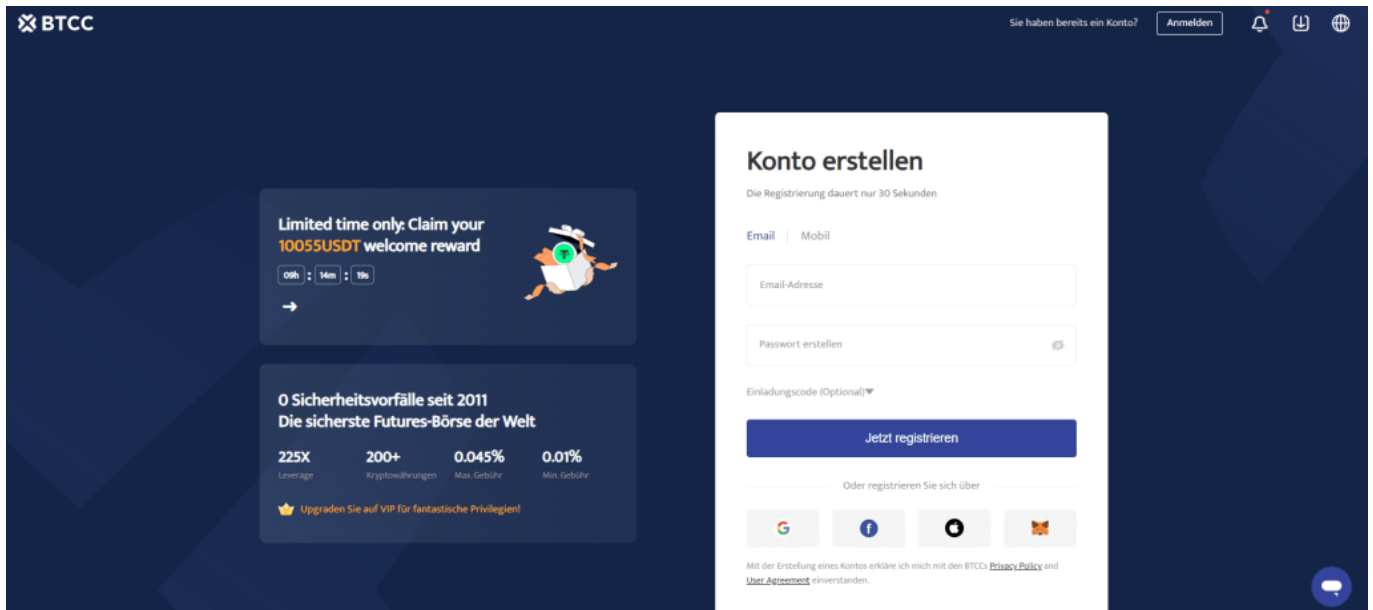 BTCC
Sie haben bereits ein Konto?
Anmelden
Limited time only: Claim your
10055USDT welcome reward
09h : 14m : 19s
0 Sicherheitsvorfälle seit 2011
Die sicherste Futures-Börse der Welt
225X 200+ 0.045% 0.01%
Leverage Kryptowährungen Max. Gebühr Min. Gebühr
Upgraden Sie auf VIP für fantastische Privilegien!
Konto erstellen
Die Registrierung dauert nur 30 Sekunden
Email Mobil
Email-Adresse
Passwort erstellen
Einladungscode (Optional)
Jetzt registrieren
Oder registrieren Sie sich über
Mit der Erstellung eines Kontos erkläre ich mich mit den BTCCs Privacy Policy and
User Agreement einverstanden.